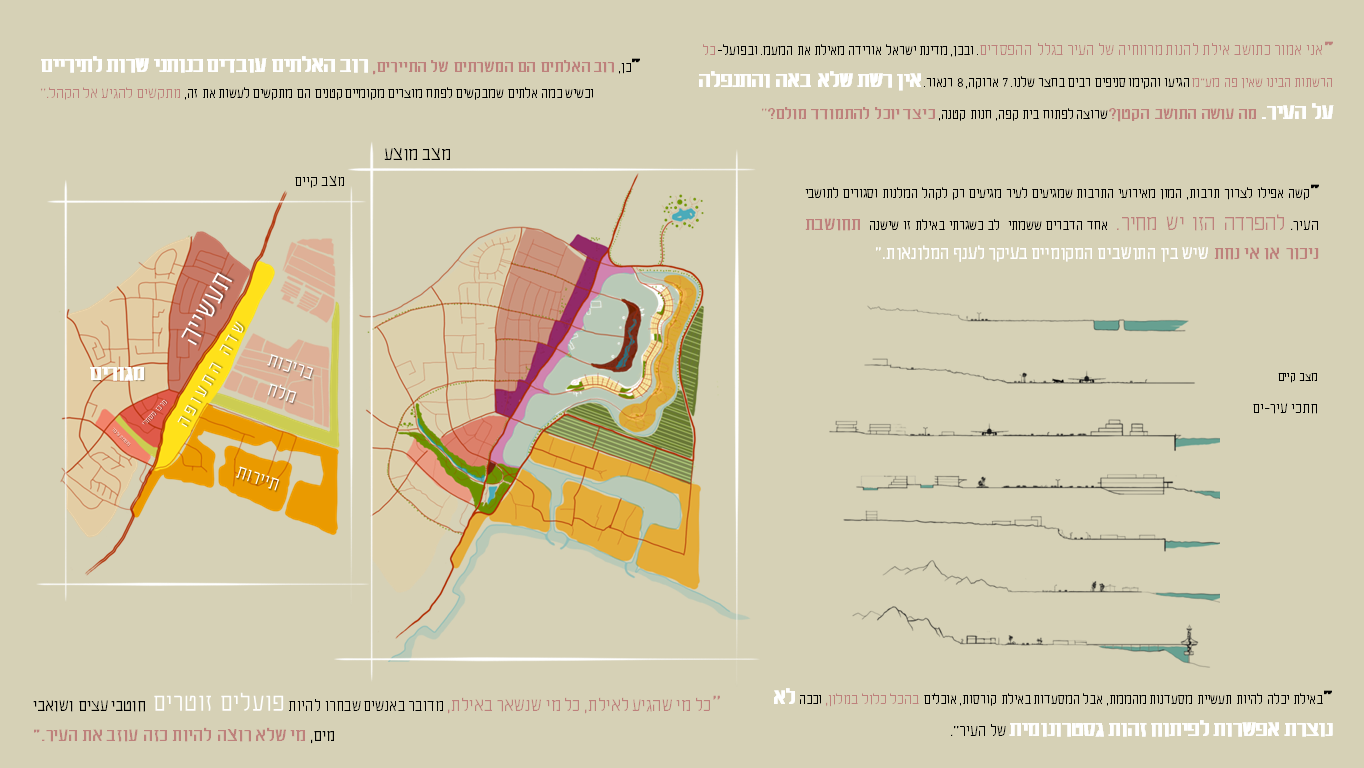 "אני אמור כתושב אילת להנות מרווחיה של העיר בגלל ההפסדים. ובכן, מדינת ישראל אורידה מאילת את המעמ. ובפועל- כל
הרשתות הבינו שאין פה מע"מ הגיעו והקימו סניפים רבים בחצר שלנו. 7 ארוקה, 8 רנאור. אין רשת שלא באה והתנפלה
על העיר. מה עושה התושב הקטן? שרוצה לפתוח בית קפה, חנות קטנה, כיצד יוכל להתמודד מולם?"
"כן, רוב האלתים הם המשרתים של התיירים, רוב האלתים עובדים כנותני שרות לתיריים
וכשיש כמה אלתים שמבקשים לפתח מוצרים מקומיים קטנים הם מתקשים לעשות את זה, מתקשים להגיע אל הקהל."
מצב מוצע
מצב קיים
"קשה אפילו לצרוך תרבות, המון מאירועי התרבות שמגיעים לעיר מגיעים רק לקהל המלונות וסגורים לתושבי
העיר. להפרדה הזו יש מחיר. אחד הדברים ששמתי לב כשגרתי באילת זו שישנה תחושבת
ניכור או אי נחת שיש בין התושבים המקומיים בעיקר לענף המלונאות."
תעשייה
שדה התעופה
מגורים
בריכות
מלח
תיירות
מצב קיים
חתכי עיר-ים
"כל מי שהגיע לאילת, כל מי שנשאר באילת, מדובר באנשים שבחרו להיות פועלים זוטרים חוטבי עצים ושואבי
מים, מי שלא רוצה להיות כזה עוזב את העיר."
"באילת יכלה להיות תעשיית מסעדנות מהממת, אבל המסעדות באילת קורסות, אוכלים בהכל כלול במלון, וככה לא
נוצרת אפשרות לפיתוח זהות גסטרונומית של העיר".